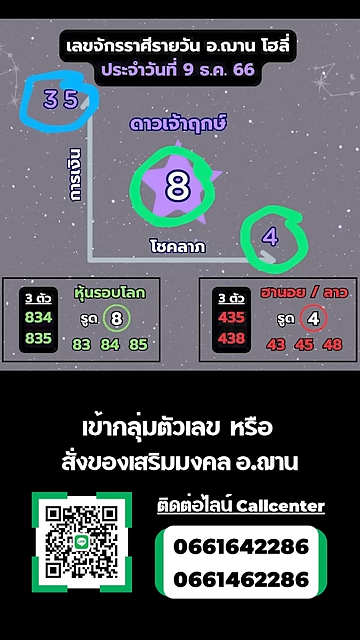 เลขจักรราศีรายวัน อ.ฌาน โฮลี่
ประจำวันที่ 9 ธ.ค. 66
3 5
ดาวเจ้าฤกษ์
การเงิน
8
โชคลาภ
4
3 ตัว
834
835
หุ้นรอบโลก
รูด 8
83 84 85
3 ตัว
435
438
ฮานอย / ลาว
รูด 4
43 45 48
เข้ากลุ่มตัวเลข หรือ
สั่งของเสริมมงคล อ.ฌาน
ติดต่อไลน์ Callcenter
0661642286
0661462286